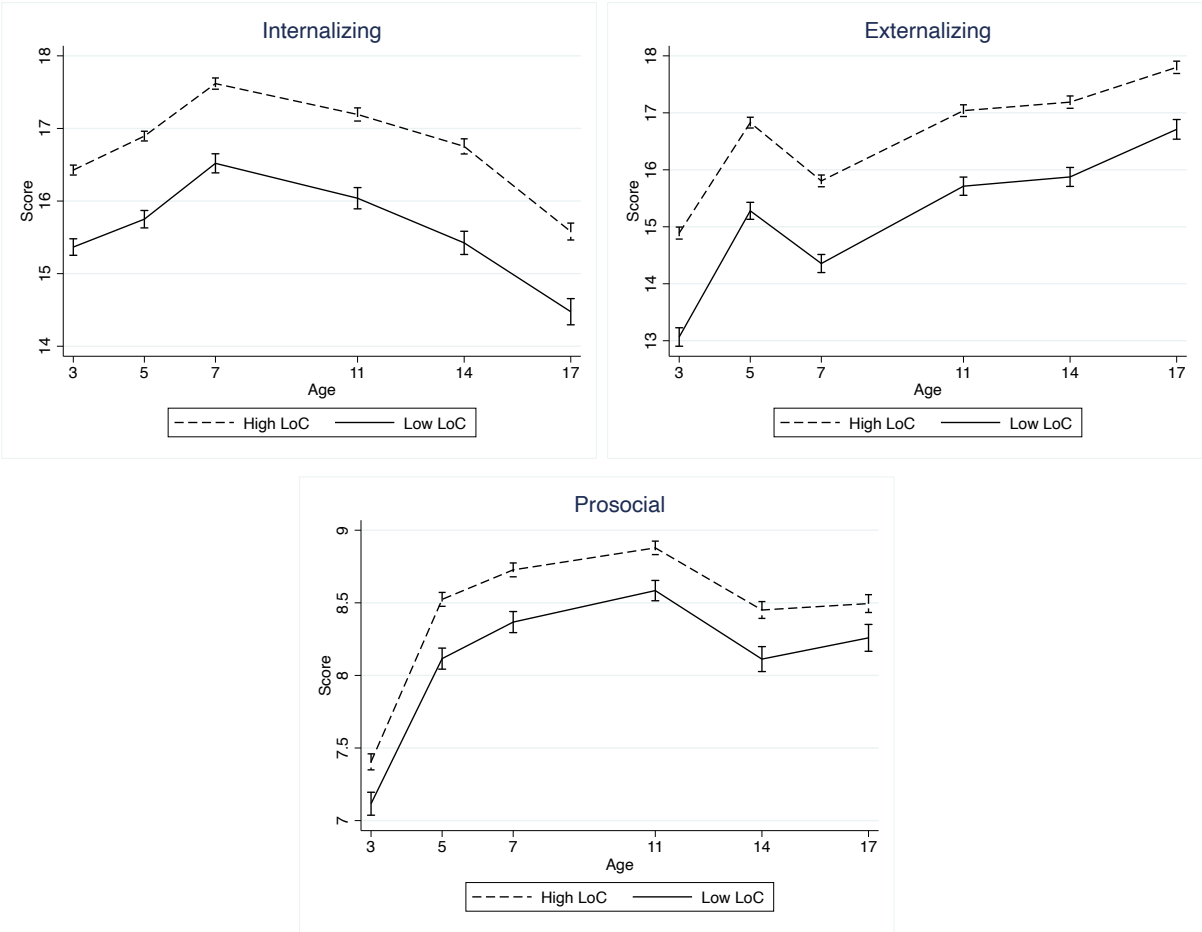 Internalizing
18
17
16
15
14
Score
3 5 7 11 14 17
Age
High LoC Low LoC
Externalizing
18
17
16
15
14
13
Score
3 5 7 11 14 17
Age
High LoC Low LoC
Prosocial
9
8.5
8
7.5
7
Score
3 5 7 11 14 17
Age
High LoC Low LoC